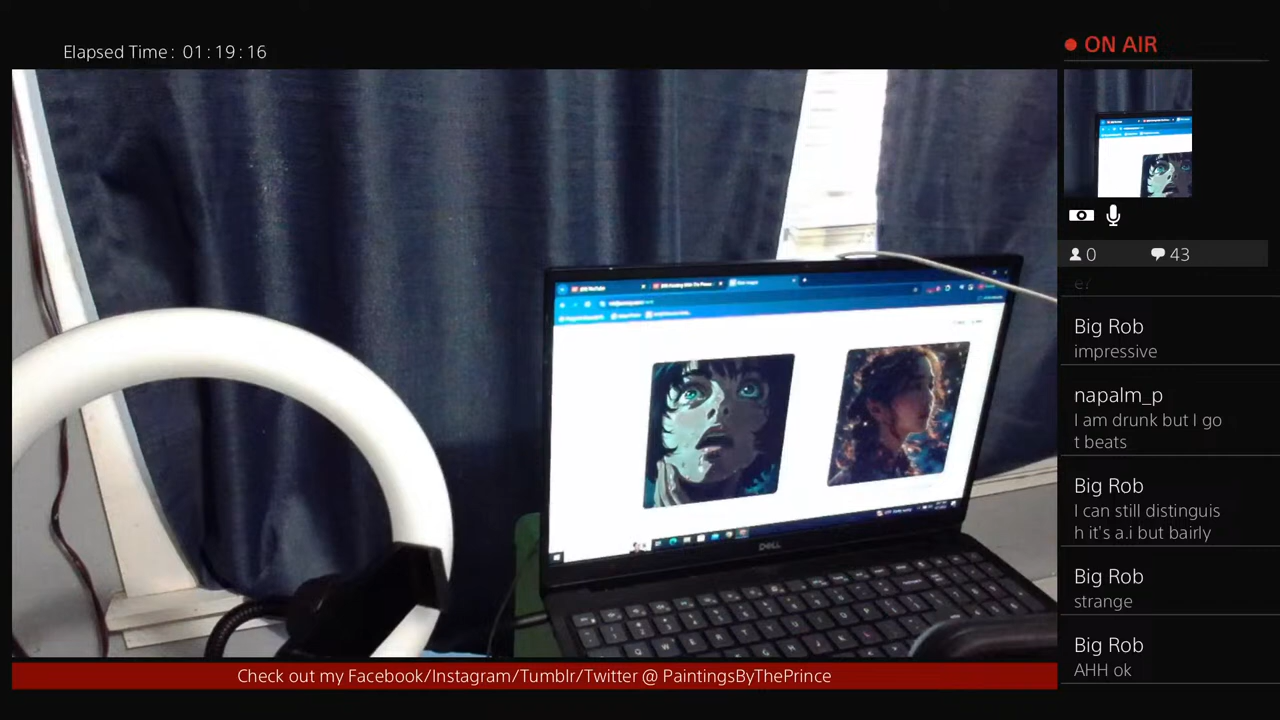 Elapsed Time: 01:19:16
ON AIR
0
43
e?
Big Rob
impressive
napalm_p
I am drunk but I go
t beats
Big Rob
I can still distinguis
h it's a.i but bairly
Big Rob
strange
Big Rob
AHH ok
DELL
Check out my Facebook/Instagram/Tumblr/Twitter @ PaintingsByThePrince